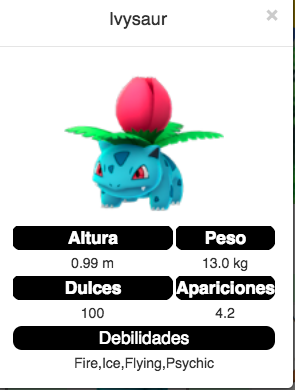 Ivysaur
×
Altura Peso
0.99 m 13.0 kg
Dulces Apariciones
100 4.2
Debilidades
Fire,Ice,Flying,Psychic